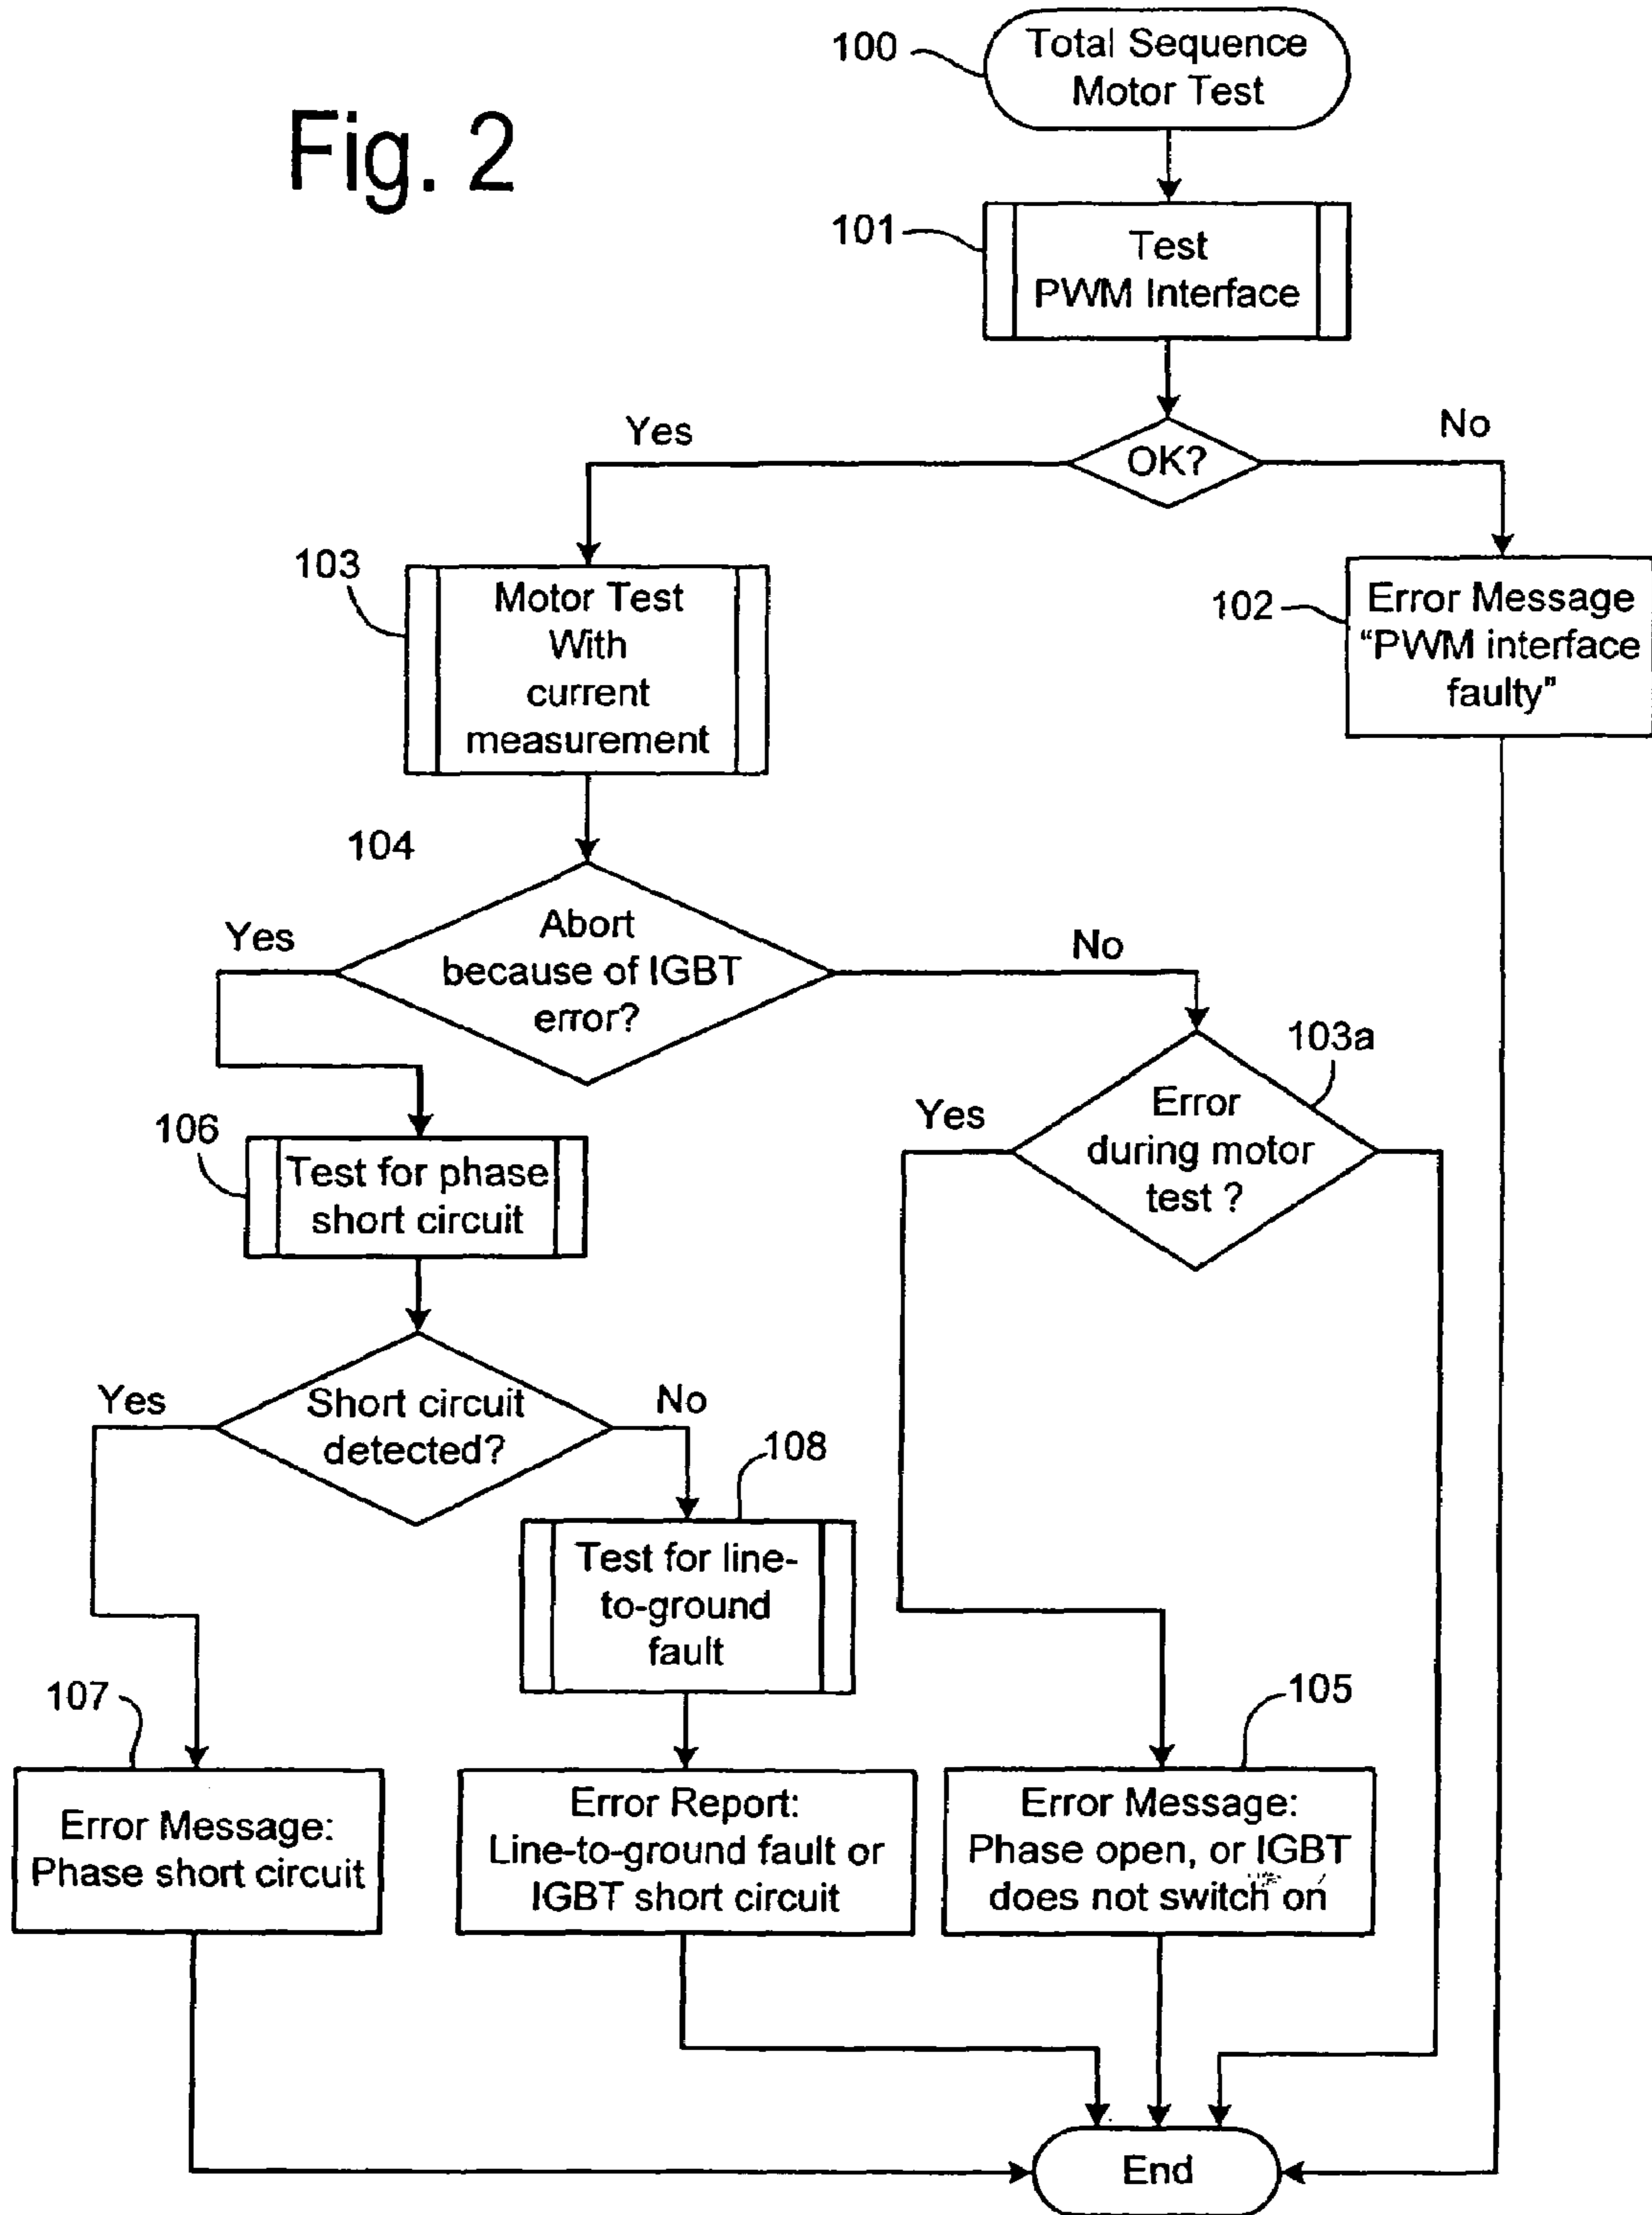 Fig. 2
100
Total Sequence
Motor Test
101
Test
PWM Interface
OK?
Yes
No
103
Motor Test
With
current
measurement
102
Error Message
“PWM interface
faulty”
104
Abort
because of IGBT
error?
Yes
No
103a
Error
during motor
test ?
Yes
106
Test for phase
short circuit
Short circuit
detected?
Yes
No
108
Test for line-
to-ground
fault
107
Error Message:
Phase short circuit
Error Report:
Line-to-ground fault or
IGBT short circuit
105
Error Message:
Phase open, or IGBT
does not switch on
End